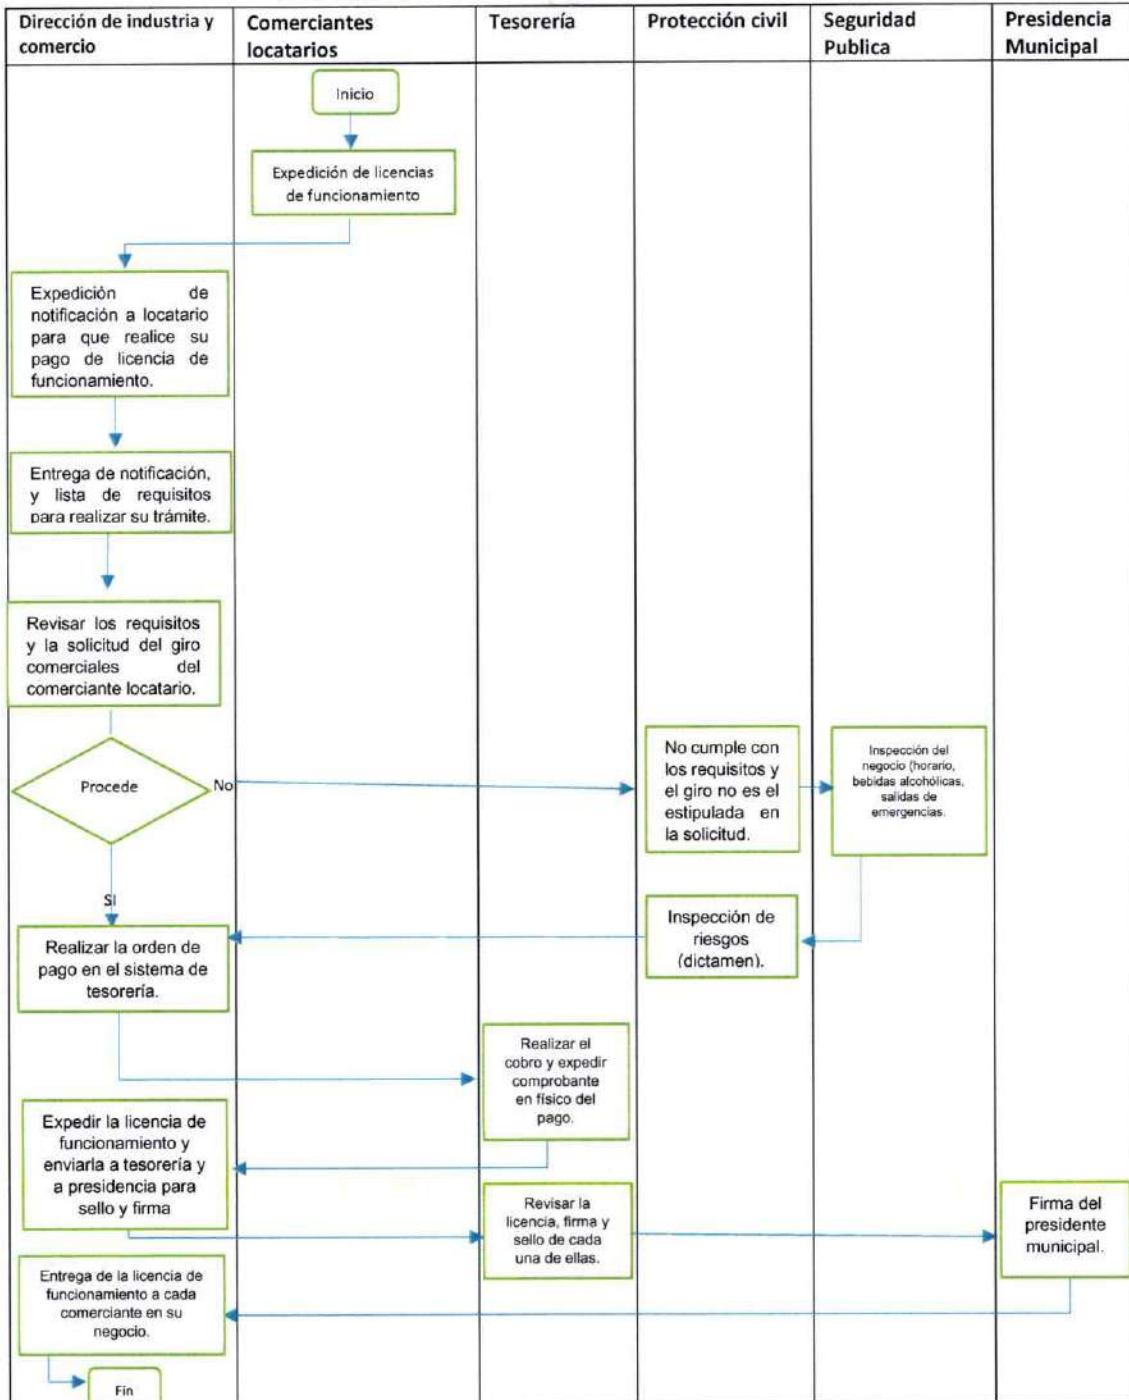 Dirección de industria y
comercio
Comerciantes
locatarios
Tesorería
Protección civil
Seguridad
Publica
Presidencia
Municipal
Inicio
Expedición de licencias
de funcionamiento
Expedición de
notificación a locatario
para que realice su
pago de licencia de
funcionamiento.
Entrega de notificación,
y lista de requisitos
para realizar su trámite.
Revisar los requisitos
y la solicitud del giro
comerciales del
comerciante locatario.
Procede
No
No cumple con
los requisitos y
el giro no es el
estipulada en
la solicitud.
Inspección del
negocio (horario,
bebidas alcohólicas,
salidas de
emergencias.
SI
Inspección de
riesgos
(dictamen).
Realizar la orden de
pago en el sistema de
tesorería.
Realizar el
cobro y expedir
comprobante
en físico del
pago.
Expedir la licencia de
funcionamiento y
enviarla a tesorería y
a presidencia para
sello y firma
Revisar la
licencia, firma y
sello de cada
una de ellas.
Firma del
presidente
municipal.
Entrega de la licencia de
funcionamiento a cada
comerciante en su
negocio.
Fin